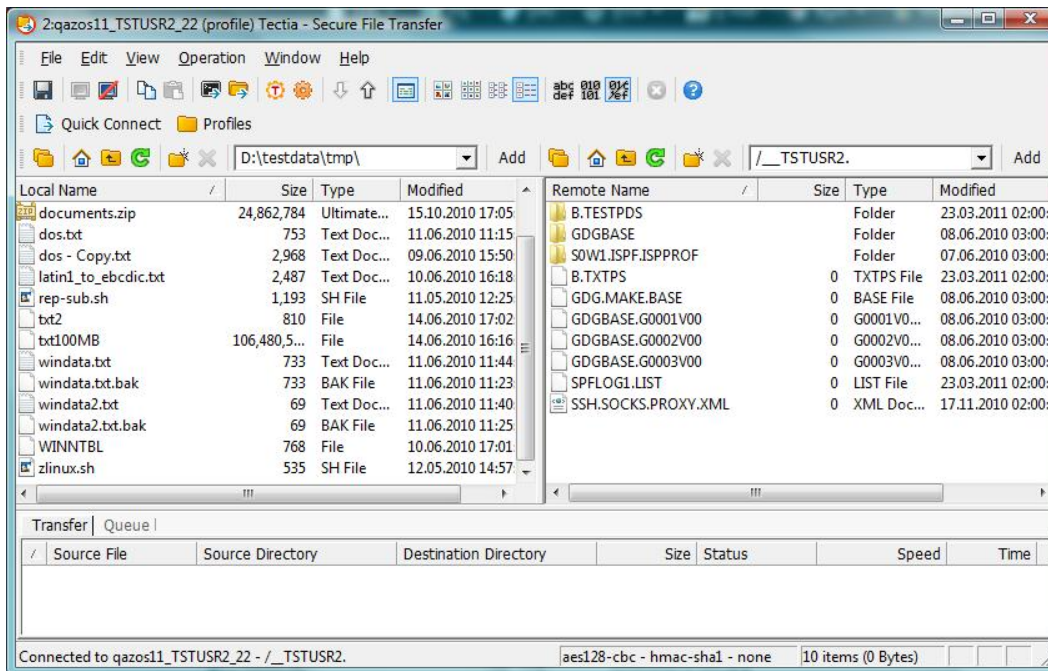 2:qazos11_TSTUSR2_22 (profile) Tectia - Secure File Transfer
File Edit View Operation Window Help
abc def 010 101
Quick Connect Profiles
D:\testdata\tmp\ Add /__TSTUSR2. Add
Local Name / Size Type Modified
documents.zip 24,862,784 Ultimate... 15.10.2010 17:05:
dos.txt 753 Text Doc... 11.06.2010 11:15:
dos - Copy.txt 2,968 Text Doc... 09.06.2010 15:50:
latin1_to_ebcdic.txt 2,487 Text Doc... 10.06.2010 16:18:
rep-sub.sh 1,193 SH File 11.05.2010 12:25:
txt2 810 File 14.06.2010 17:02:
txt100MB 106,480,5... File 14.06.2010 16:16:
windata.txt 733 Text Doc... 11.06.2010 11:44:
windata.txt.bak 733 BAK File 11.06.2010 11:23:
windata2.txt 69 Text Doc... 11.06.2010 11:40:
windata2.txt.bak 69 BAK File 11.06.2010 11:25:
WINNTBL 768 File 10.06.2010 17:01:
zlinux.sh 535 SH File 12.05.2010 14:57:
Remote Name / Size Type Modified
B.TESTPDS Folder 23.03.2011 02:00:
GDGBASE Folder 08.06.2010 03:00:
S0W1.ISPF.ISPPROF Folder 07.06.2010 03:00:
B.TXTPS 0 TXTPS File 23.03.2011 02:00:
GDG.MAKE.BASE 0 BASE File 08.06.2010 03:00:
GDGBASE.G0001V00 0 G0001V0... 08.06.2010 03:00:
GDGBASE.G0002V00 0 G0002V0... 08.06.2010 03:00:
GDGBASE.G0003V00 0 G0003V0... 08.06.2010 03:00:
SPFLOG1.LIST 0 LIST File 23.03.2011 02:00:
SSH.SOCKS.PROXY.XML 0 XML Doc... 17.11.2010 02:00:
Transfer Queue
/ Source File Source Directory Destination Directory Size Status Speed Time
Connected to qazos11_TSTUSR2_22 - /__TSTUSR2. aes128-cbc - hmac-sha1 - none 10 items (0 Bytes)